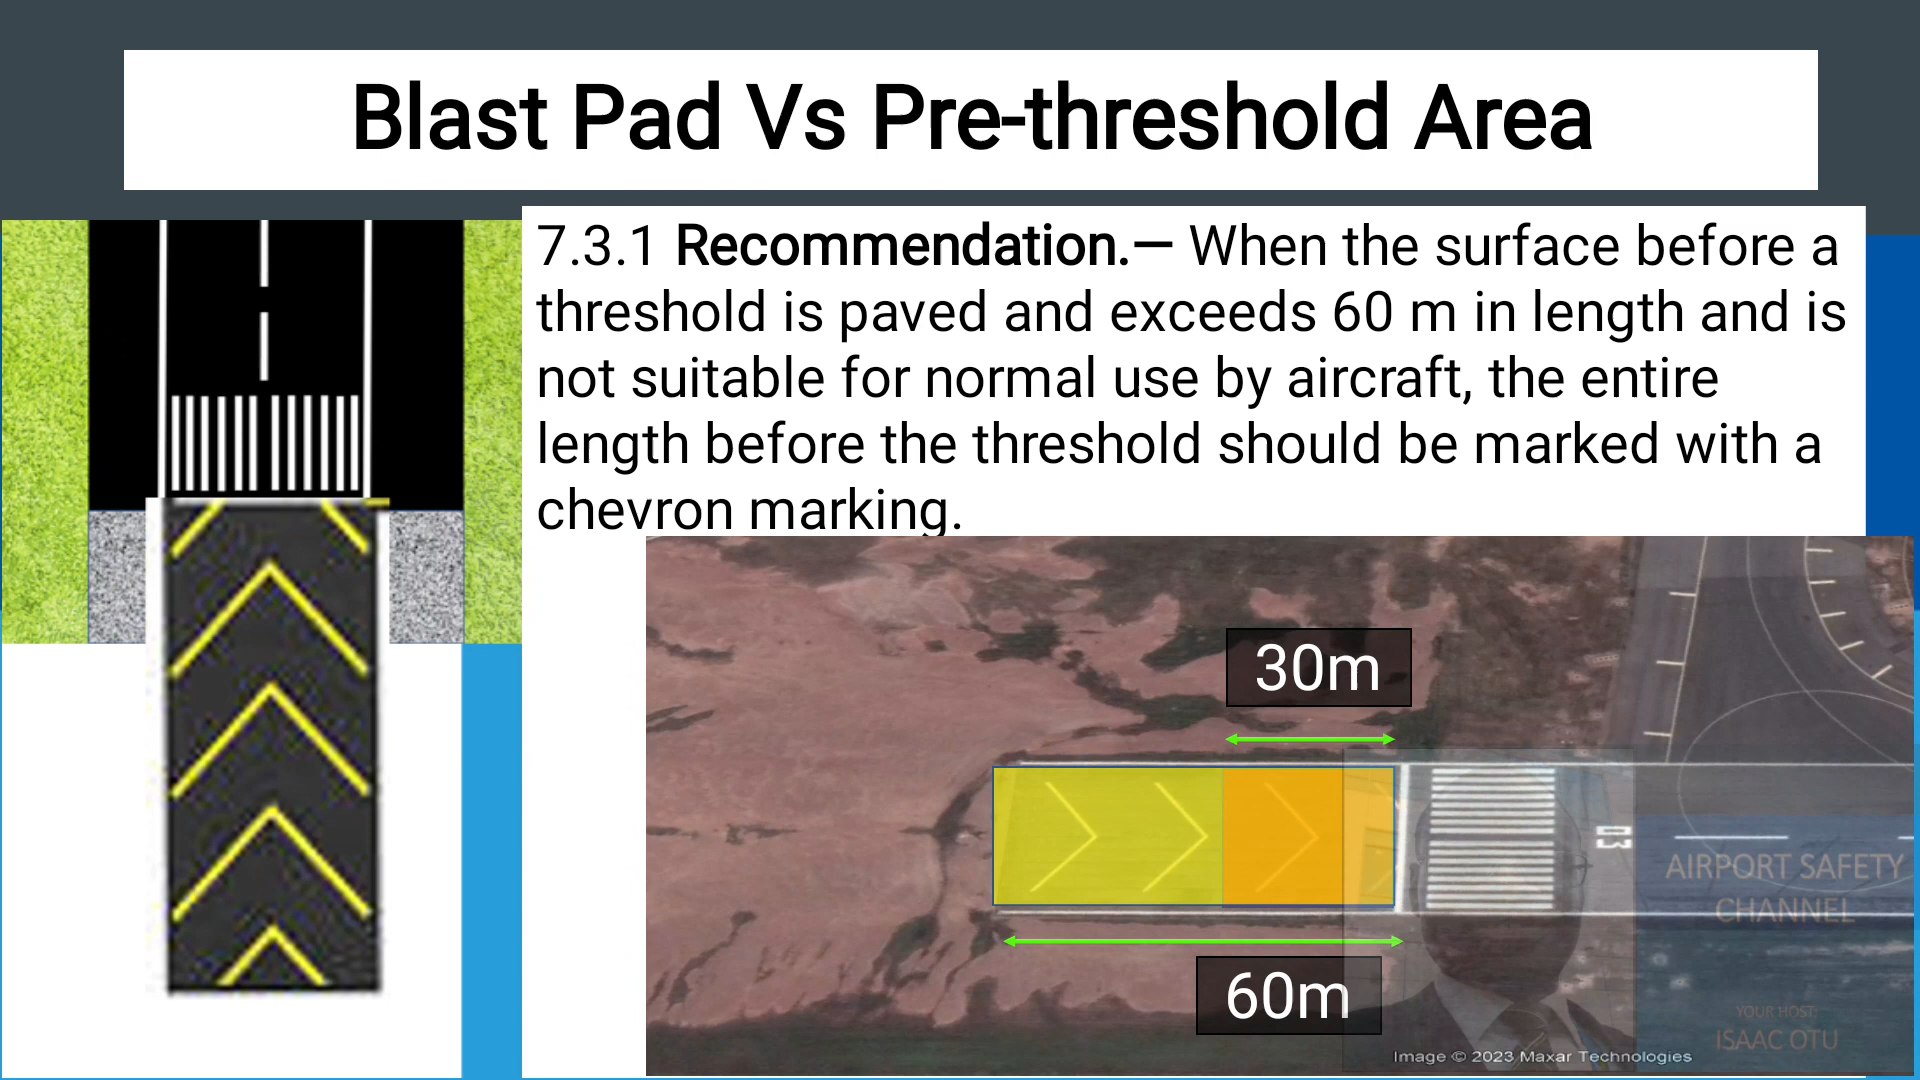 Blast Pad Vs Pre-threshold Area
7.3.1 Recommendation.— When the surface before a
threshold is paved and exceeds 60 m in length and is
not suitable for normal use by aircraft, the entire
length before the threshold should be marked with a
chevron marking.
30m
03
AIRPORT SAFETY
CHANNEL
60m
YOUR HOST:
ISAAC OTU
Image © 2023 Maxar Technologies